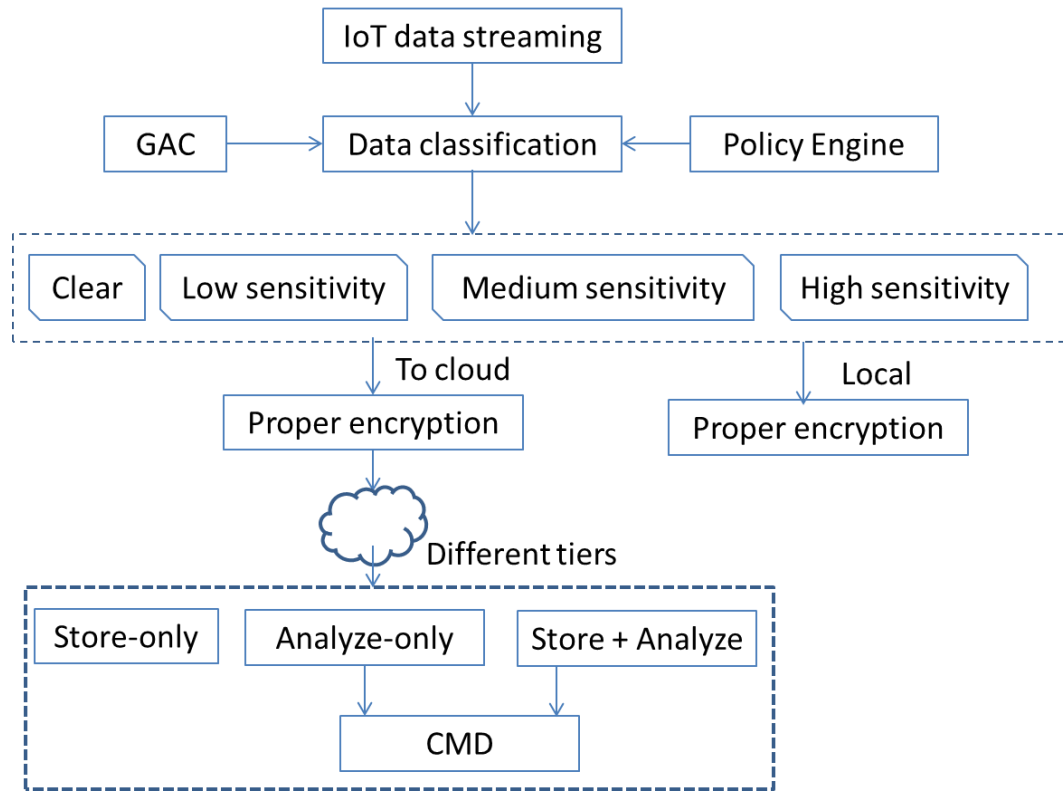 IoT data streaming
GAC
Data classification
Policy Engine
Clear
Low sensitivity
Medium sensitivity
High sensitivity
To cloud
Local
Proper encryption
Proper encryption
Different tiers
Store-only
Analyze-only
Store + Analyze
CMD